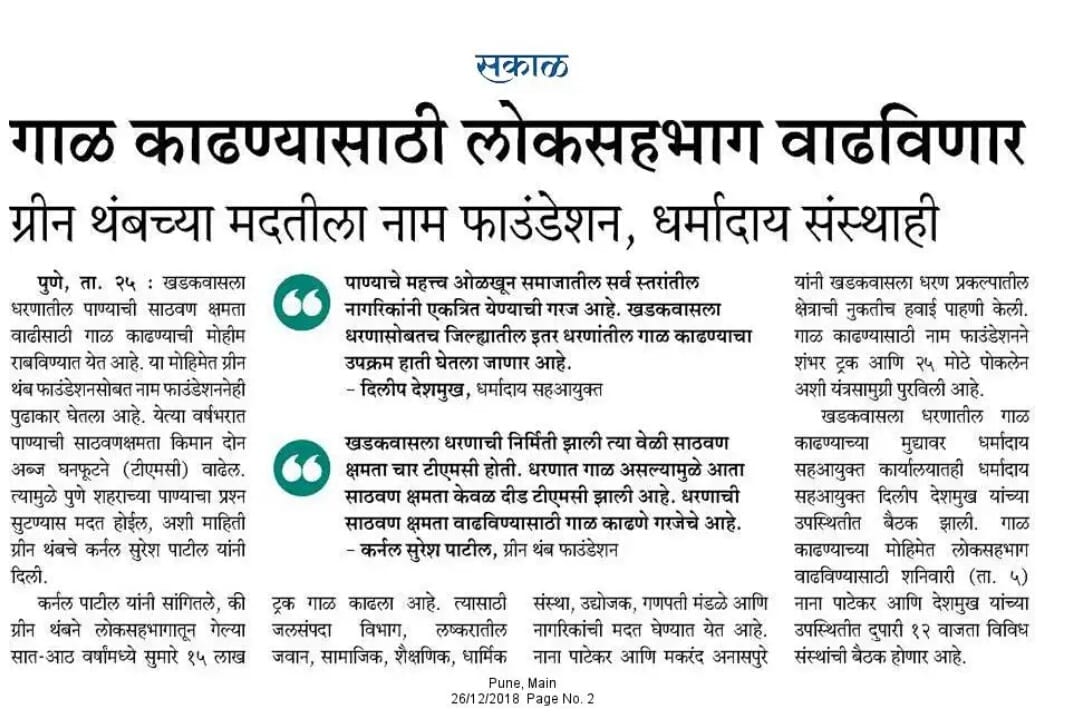 सकाळ
गाळ काढण्यासाठी लोकसहभाग वाढविणार
ग्रीन थंबच्या मदतीला नाम फाउंडेशन, धर्मादाय संस्थाही
पुणे, ता. २५ : खडकवासला
धरणातील पाण्याची साठवण क्षमता
वाढीसाठी गाळ काढण्याची मोहीम
राबविण्यात येत आहे. या मोहिमेत ग्रीन
थंब फाउंडेशनसोबत नाम फाउंडेशननेही
पुढाकार घेतला आहे. येत्या वर्षभरात
पाण्याची साठवणक्षमता किमान दोन
अब्ज घनफूटने (टीएमसी) वाढेल.
त्यामुळे पुणे शहराच्या पाण्याचा प्रश्न
सुटण्यास मदत होईल, अशी माहिती
ग्रीन थंबचे कर्नल सुरेश पाटील यांनी
दिली.
कर्नल पाटील यांनी सांगितले, की
ग्रीन थंबने लोकसहभागातून गेल्या
सात-आठ वर्षांमध्ये सुमारे १५ लाख
पाण्याचे महत्त्व ओळखून समाजातील सर्व स्तरांतील
नागरिकांनी एकत्रित येण्याची गरज आहे. खडकवासला
धरणासोबतच जिल्ह्यातील इतर धरणांतील गाळ काढण्याचा
उपक्रम हाती घेतला जाणार आहे.
- दिलीप देशमुख, धर्मादाय सहआयुक्त
खडकवासला धरणाची निर्मिती झाली त्या वेळी साठवण
क्षमता चार टीएमसी होती. धरणात गाळ असल्यामुळे आता
साठवण क्षमता केवळ दीड टीएमसी झाली आहे. धरणाची
साठवण क्षमता वाढविण्यासाठी गाळ काढणे गरजेचे आहे.
- कर्नल सुरेश पाटील, ग्रीन थंब फाउंडेशन
ट्रक गाळ काढला आहे. त्यासाठी
जलसंपदा विभाग, लष्करातील
जवान, सामाजिक, शैक्षणिक, धार्मिक
संस्था, उद्योजक, गणपती मंडळे आणि
नागरिकांची मदत घेण्यात येत आहे.
नाना पाटेकर आणि मकरंद अनासपुरे
यांनी खडकवासला धरण प्रकल्पातील
क्षेत्राची नुकतीच हवाई पाहणी केली.
गाळ काढण्यासाठी नाम फाउंडेशनने
शंभर ट्रक आणि २५ मोठे पोकलेन
अशी यंत्रसामुग्री पुरविली आहे.
खडकवासला धरणातील गाळ
काढण्याच्या मुद्यावर धर्मादाय
सहआयुक्त कार्यालयातही धर्मादाय
सहआयुक्त दिलीप देशमुख यांच्या
उपस्थितीत बैठक झाली. गाळ
काढण्याच्या मोहिमेत लोकसहभाग
वाढविण्यासाठी शनिवारी (ता. ५)
नाना पाटेकर आणि देशमुख यांच्या
उपस्थितीत दुपारी १२ वाजता विविध
संस्थांची बैठक होणार आहे.
Pune, Main
26/12/2018 Page No. 2